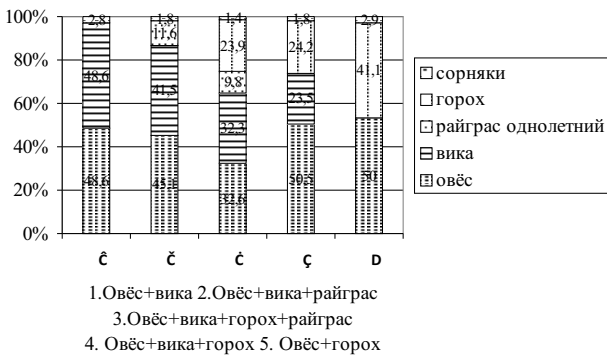 100%
80%
60%
40%
20%
0%
2,8
48,6
48,6
1,8
11,6
41,5
45,1
1,4
23,9
9,8
32,3
32,6
1,8
24,2
23,5
50,5
2,9
41,1
50
Ĉ Č Ċ Ç D
сорняки
горох
райграс однолетний
вика
овёс
1.Овёс+вика 2.Овёс+вика+райграс
3.Овёс+вика+горох+райграс
4. Овёс+вика+горох 5. Овёс+горох